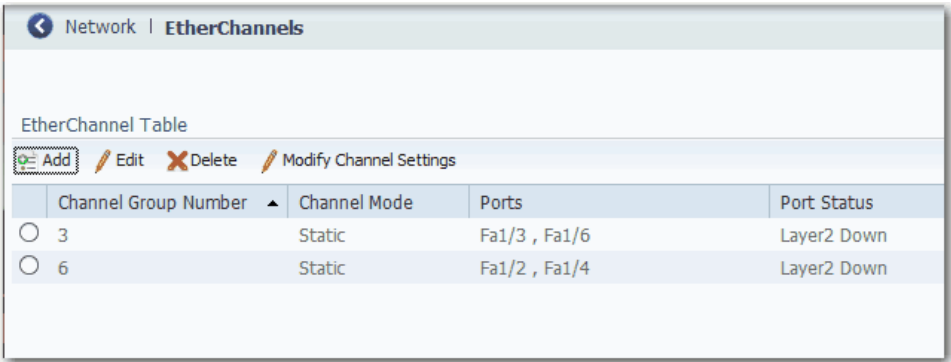 Network | EtherChannels
EtherChannel Table
Add Edit Delete Modify Channel Settings
Channel Group Number Channel Mode Ports Port Status
3 Static Fa1/3 , Fa1/6 Layer2 Down
6 Static Fa1/2 , Fa1/4 Layer2 Down